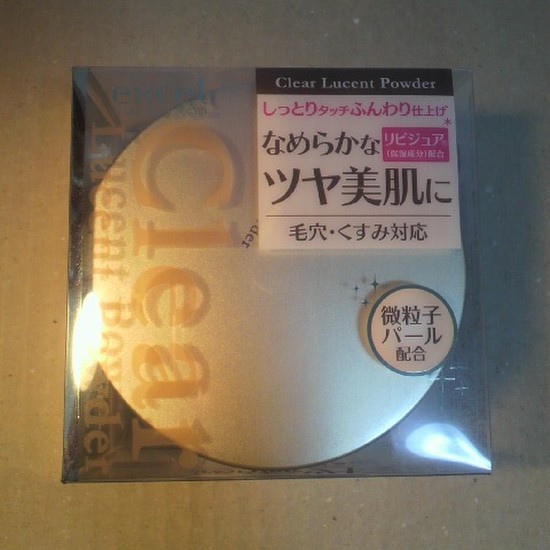 Clear Lucent Powder
しっとりタッチふんわり仕上げ*
なめらかな リピジュア®
(保湿成分)配合
ツヤ美肌に
毛穴・くすみ対応
微粒子
パール
配合
Clear
Lucent Powder